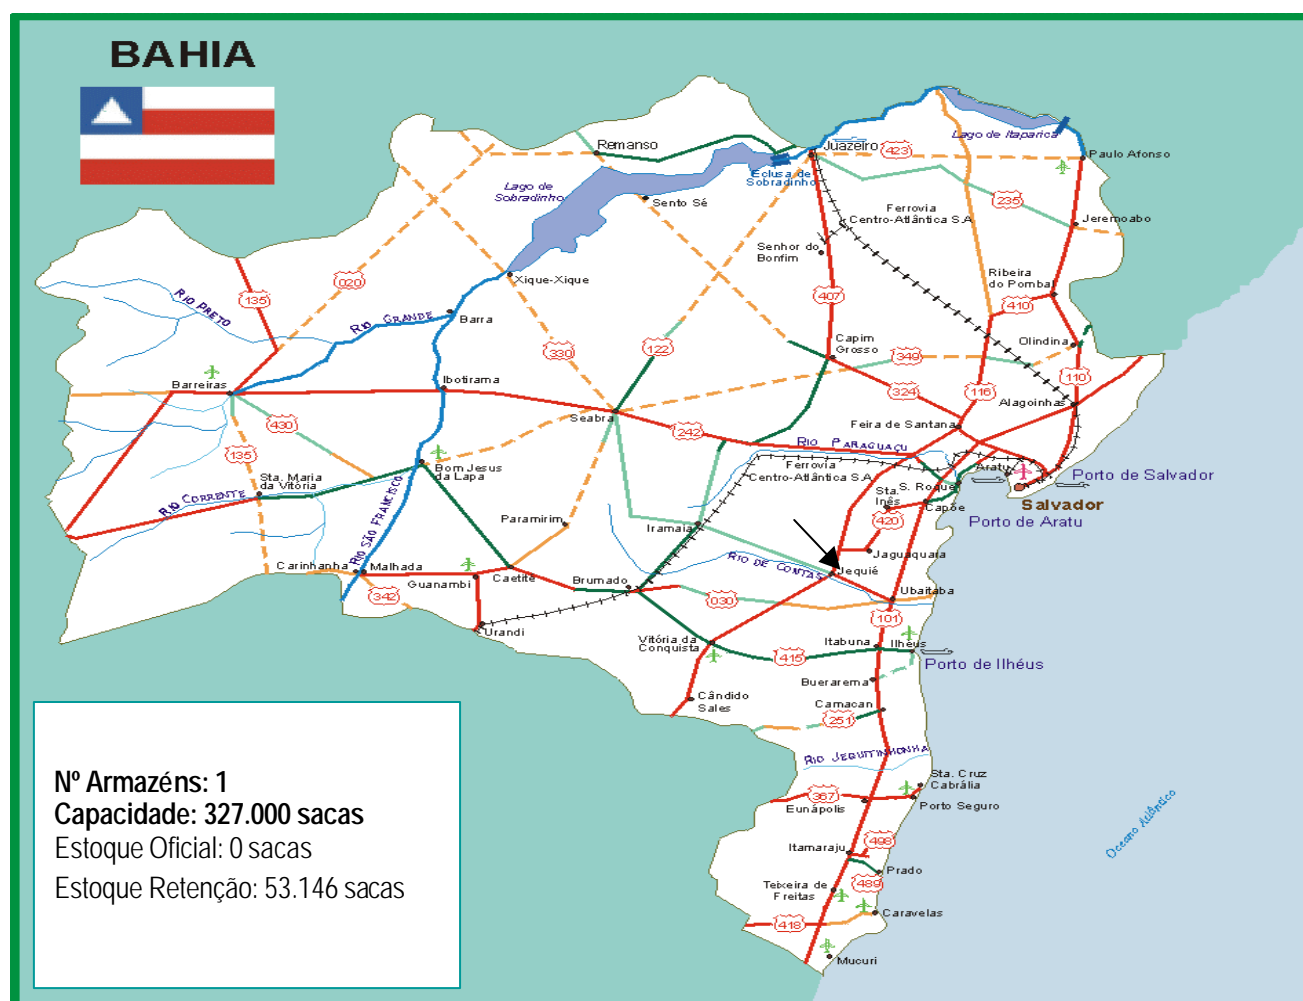 BAHIA
Lago de Itaparica
Remanso
Juazeiro
423
Paulo Afonso
Eclusa de
Sobradinho
Lago de
Sobradinho
Sento Sé
Ferrovia
Centro-Atlântica S.A
235
Jeremoabo
Senhor do
Bonfim
Xique-Xique
Ribeira
do Pombal
020
135
RIO PRETO
407
410
RIO GRANDE
Barra
330
122
Capim
Grosso
349
Olindina
Barreiras
Ibotirama
324
116
110
Alagoinhas
Seabra
430
242
Feira de Santana
RIO PARAGUAÇU
135
Bom Jesus
da Lapa
Ferrovia
Centro-Atlântica S.A
Aratu
Porto de Salvador
Sta. Maria
da Vitória
S. Roque
Sta.
Inês
Capôe
Salvador
RIO CORRENTE
RIO SÃO FRANCISCO
Paramirim
Iramaia
420
Porto de Aratu
Jaguaquara
RIO DE CONTAS
Jequié
Carinhanha
Malhada
Guanambi
Caetité
Brumado
Ubaitaba
342
030
101
Urandi
Vitória da
Conquista
415
Itabuna
Ilhéus
Porto de Ilhéus
Buerarema
Cândido
Sales
Camacan
251
RIO JEQUITINHONHA
Sta. Cruz
Cabrália
367
Eunápolis
Porto Seguro
Oceano Atlântico
Itamaraju
498
Prado
489
Teixeira de
Freitas
Caravelas
418
Mucuri
Nº Armazéns: 1
Capacidade: 327.000 sacas
Estoque Oficial: 0 sacas
Estoque Retenção: 53.146 sacas